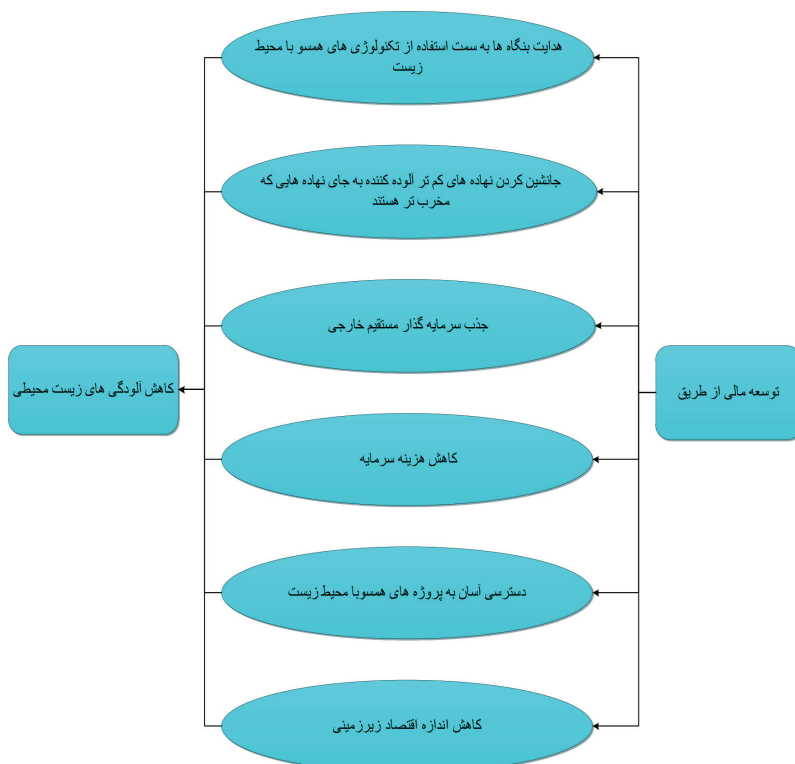 توسعه مالی از طریق
هدایت بنگاه ها به سمت استفاده از تکنولوژی های همسو با محیط
زیست
جانشین کردن نهاده های کم تر آلوده کننده به جای نهاده هایی که
مخرب تر هستند
جذب سرمایه گذار مستقیم خارجی
کاهش هزینه سرمایه
دسترسی آسان به پروژه های همسوبا محیط زیست
کاهش اندازه اقتصاد زیرزمینی
کاهش آلودگی های زیست محیطی